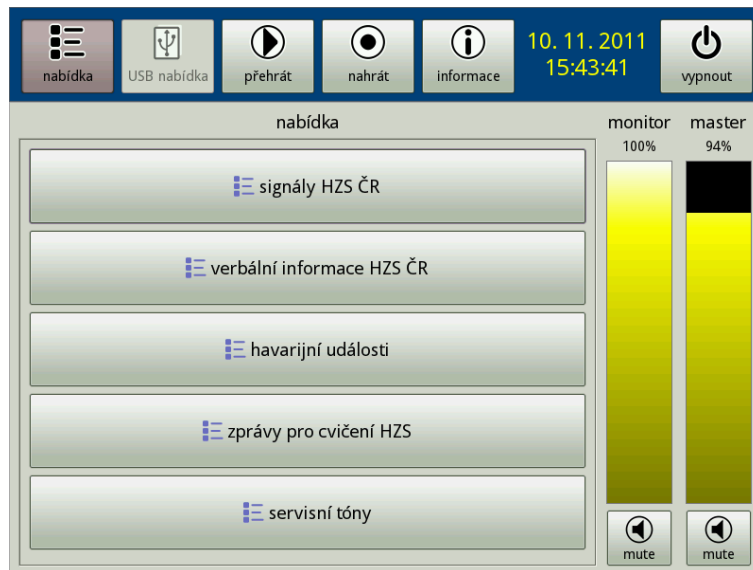 nabídka
USB nabídka
přehrát
nahrát
informace
10. 11. 2011
15:43:41
vypnout
nabídka
monitor
master
100%
94%
signály HZS ČR
verbální informace HZS ČR
havarijní události
zprávy pro cvičení HZS
servisní tóny
mute
mute